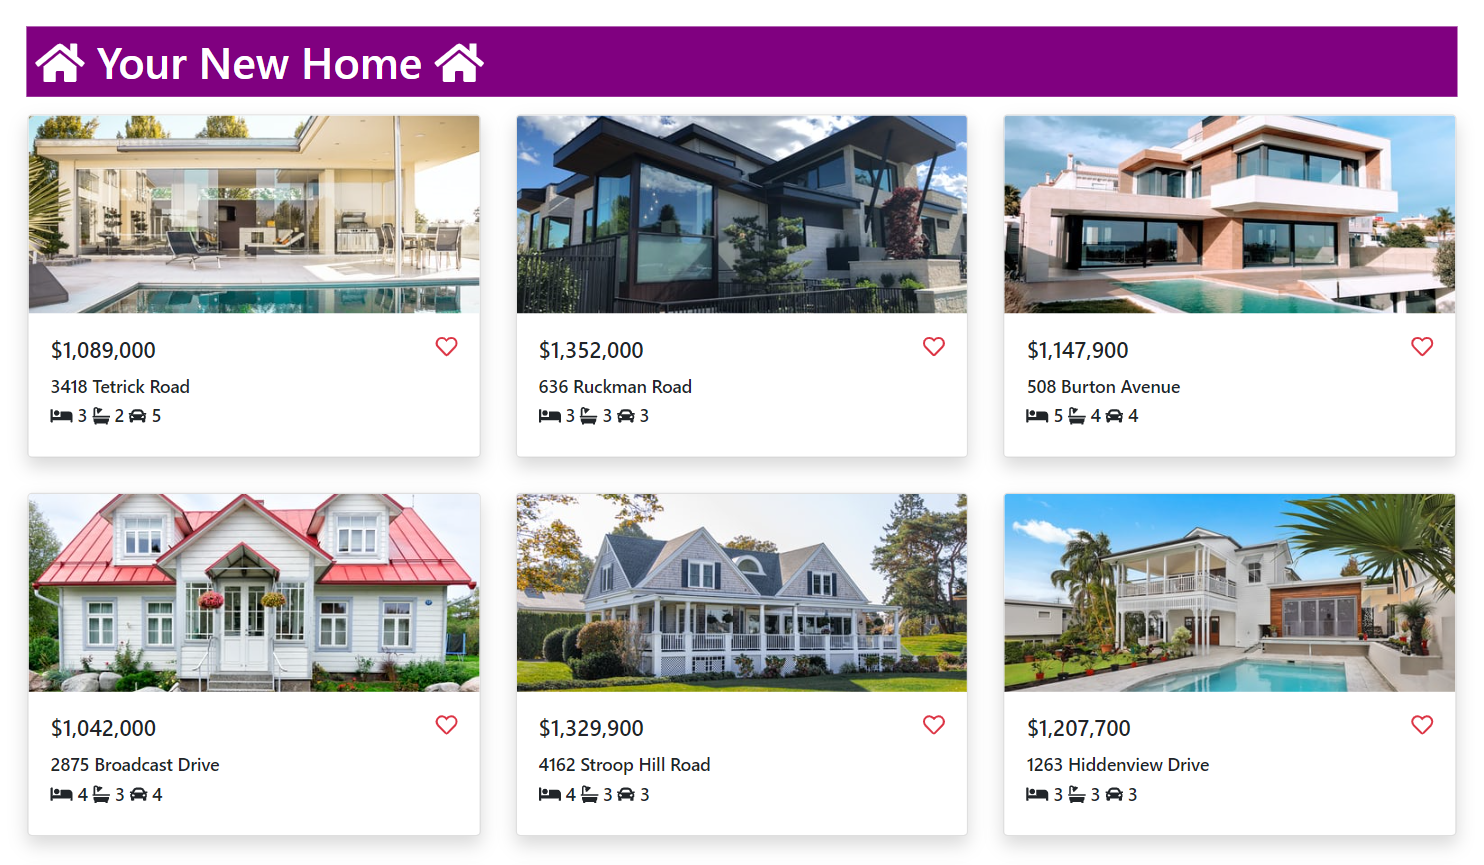 Your New Home
$1,089,000
3418 Tetrick Road
3 2 5
$1,352,000
636 Ruckman Road
3 3 3
$1,147,900
508 Burton Avenue
5 4 4
$1,042,000
2875 Broadcast Drive
4 3 4
$1,329,900
4162 Stroop Hill Road
4 3 3
$1,207,700
1263 Hiddenview Drive
3 3 3